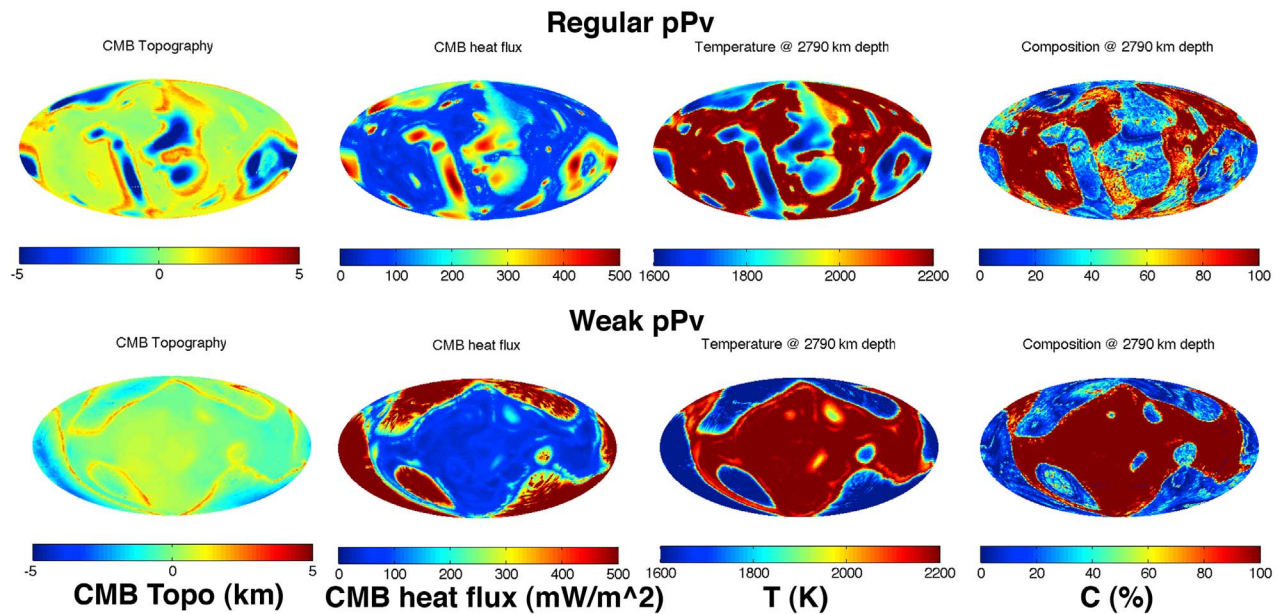 Regular pPv
CMB Topography CMB heat flux Temperature @ 2790 km depth Composition @ 2790 km depth
-5 0 5 0 100 200 300 400 500 1600 1800 2000 2200 0 20 40 60 80 100
Weak pPv
CMB Topography CMB heat flux Temperature @ 2790 km depth Composition @ 2790 km depth
-5 0 5 0 100 200 300 400 500 1600 1800 2000 2200 0 20 40 60 80 100
CMB Topo (km) CMB heat flux (mW/m^2) T (K) C (%)